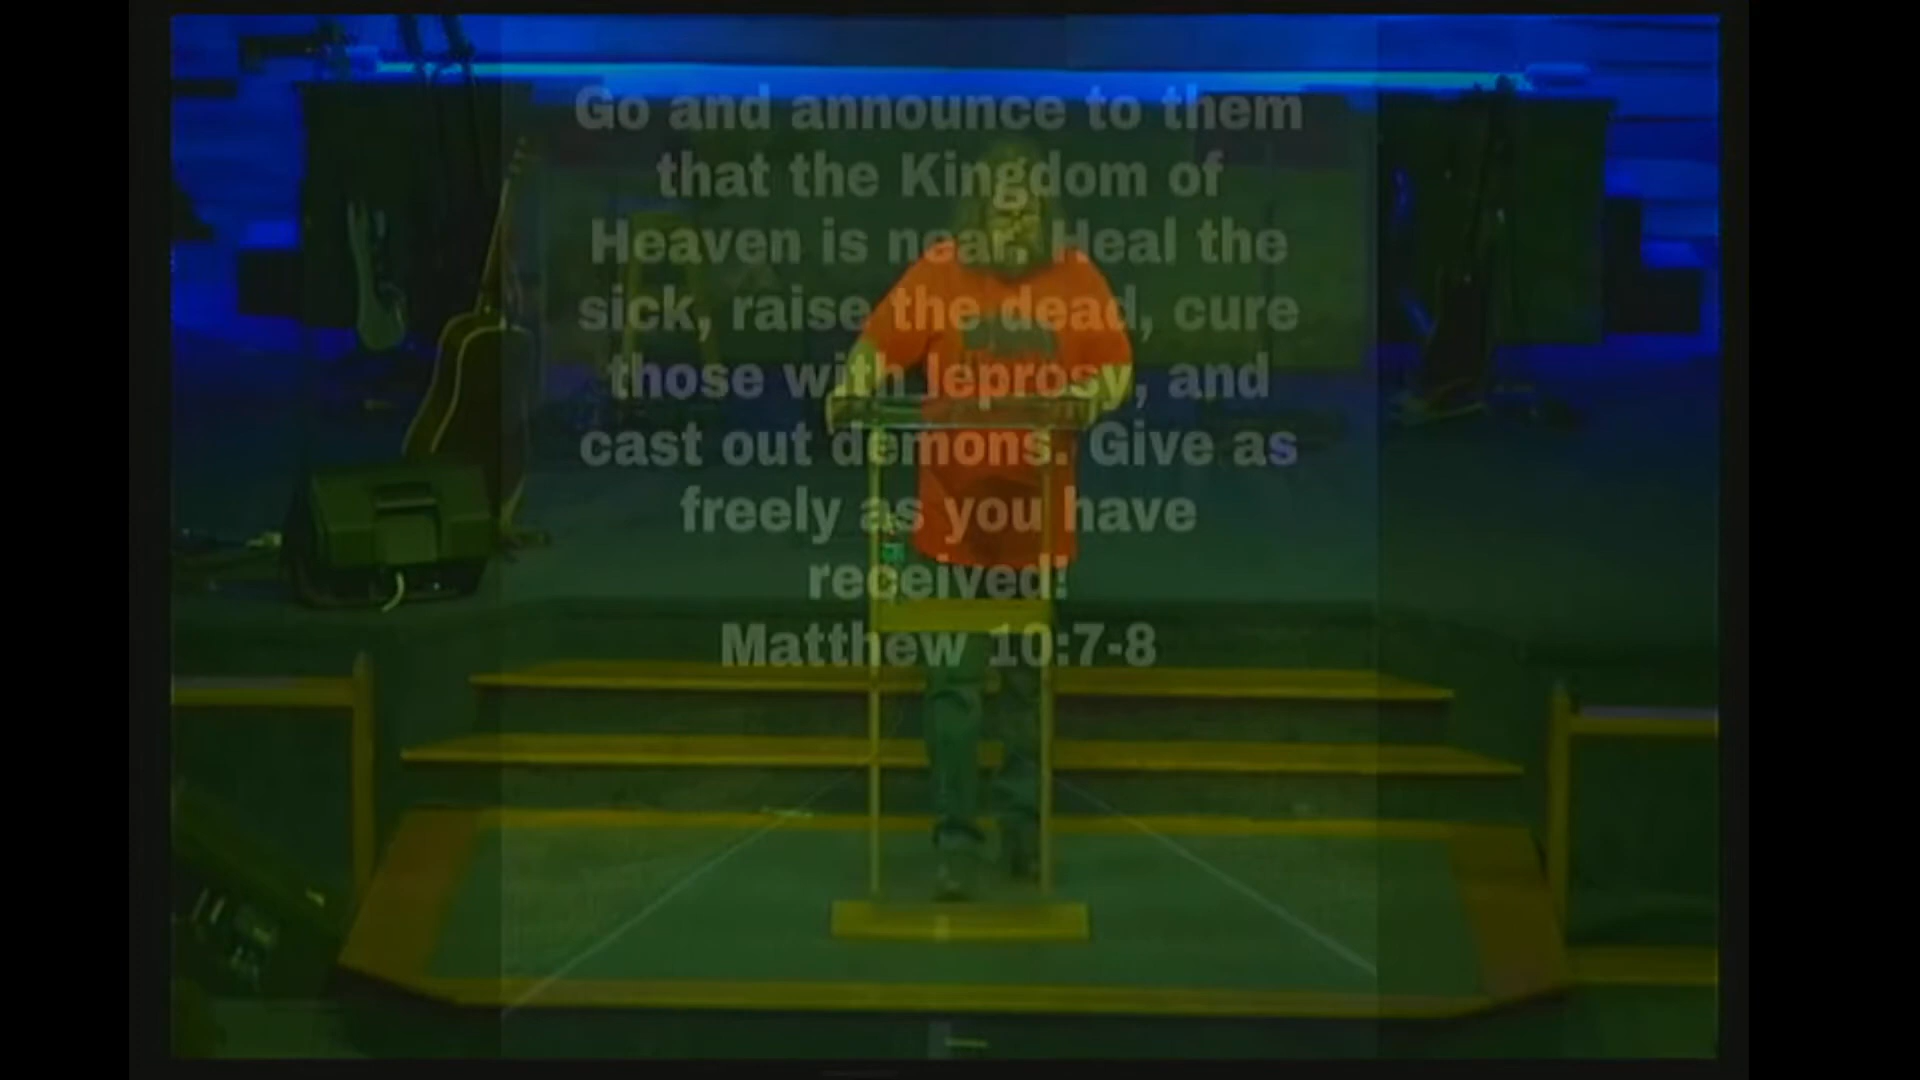 Go and announce to them
that the Kingdom of
Heaven is near. Heal the
sick, raise the dead, cure
those with leprosy, and
cast out demons. Give as
freely as you have
received!
Matthew 10:7-8